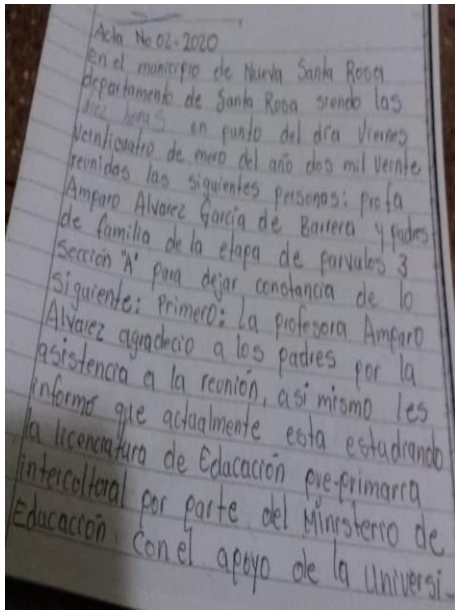 Acta No 02-2020
en el municipio de Nueva Santa Rosa
departamento de Santa Rosa siendo las
diez horas en punto del día Viernes
Veinticuatro de enero del año dos mil veinte
reunidas las siguientes personas: profa
Amparo Alvarez García de Barrera y padres
de familia de la etapa de parvulos 3
Sección "A" para dejar constancia de lo
siguiente: Primero: La profesora Amparo
Alvarez agradecio a los padres por la
asistencia a la reunión, asi mismo les
informó que actualmente esta estudiando
la licenciatura de Educación pre-primaria
intercultural por parte del Ministerio de
Educación con el apoyo de la universi-